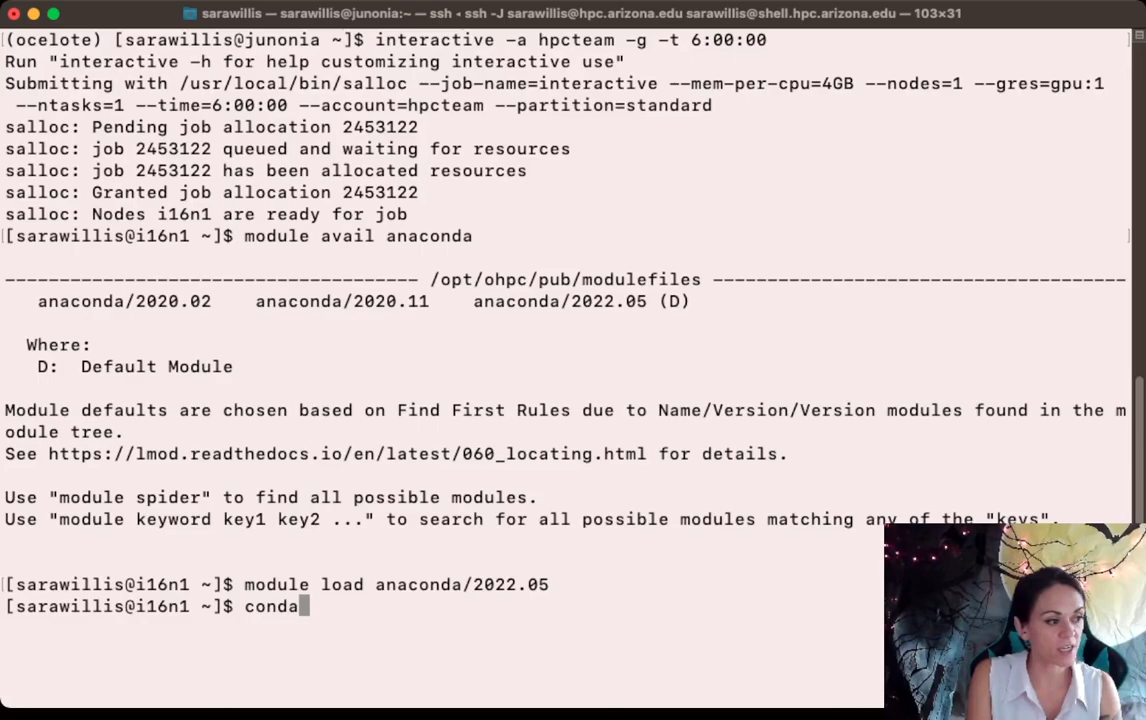 sarawillis — sarawillis@junonia:~ — ssh ◂ ssh -J sarawillis@hpc.arizona.edu sarawillis@shell.hpc.arizona.edu — 103×31
(ocelote) [sarawillis@junonia ~]$ interactive -a hpcteam -g -t 6:00:00
Run "interactive -h for help customizing interactive use"
Submitting with /usr/local/bin/salloc --job-name=interactive --mem-per-cpu=4GB --nodes=1 --gres=gpu:1
--ntasks=1 --time=6:00:00 --account=hpcteam --partition=standard
salloc: Pending job allocation 2453122
salloc: job 2453122 queued and waiting for resources
salloc: job 2453122 has been allocated resources
salloc: Granted job allocation 2453122
salloc: Nodes i16n1 are ready for job
[sarawillis@i16n1 ~]$ module avail anaconda
-------------------------------------- /opt/ohpc/pub/modulefiles --------------------------------------
anaconda/2020.02    anaconda/2020.11    anaconda/2022.05 (D)
Where:
D:  Default Module
Module defaults are chosen based on Find First Rules due to Name/Version/Version modules found in the m
odule tree.
See https://lmod.readthedocs.io/en/latest/060_locating.html for details.
Use "module spider" to find all possible modules.
Use "module keyword key1 key2 ..." to search for all possible modules matching any of the "keys".
[sarawillis@i16n1 ~]$ module load anaconda/2022.05
[sarawillis@i16n1 ~]$ conda